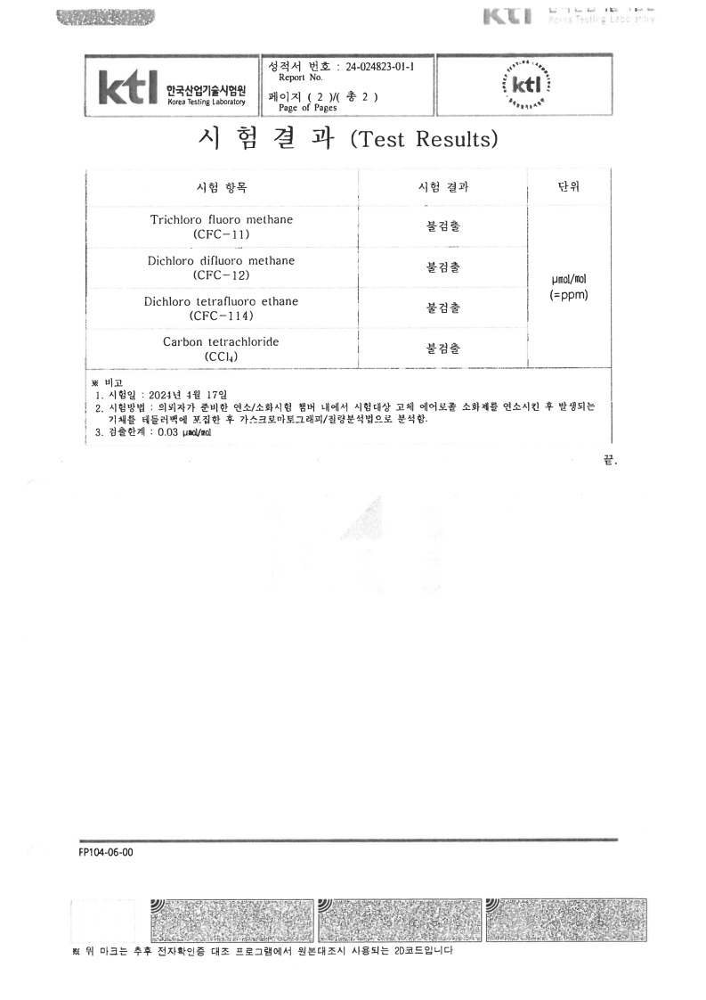 ktl
Korea Testing Laboratory
ktl 한국산업기술시험원
Korea Testing Laboratory
성적서 번호 : 24-024823-01-1
Report No.
페이지 ( 2 )/( 총 2 )
Page of Pages
ktl
시 험 결 과 (Test Results)
시험 항목 시험 결과 단위
Trichloro fluoro methane
(CFC-11)
불검출
Dichloro difluoro methane
(CFC-12)
불검출
μmol/mol
(=ppm)
Dichloro tetrafluoro ethane
(CFC-114)
불검출
Carbon tetrachloride
(CCl₄)
불검출
※ 비고
1. 시험일 : 2024년 4월 17일
2. 시험방법 : 의뢰자가 준비한 연소/소화시험 챔버 내에서 시험대상 고체 에어로졸 소화제를 연소시킨 후 발생되는
기체를 테들러백에 포집한 후 가스크로마토그래피/질량분석법으로 분석함.
3. 검출한계 : 0.03 μmol/mol
끝.
FP104-06-00
※ 위 마크는 추후 전자확인증 대조 프로그램에서 원본대조시 사용되는 2D코드입니다